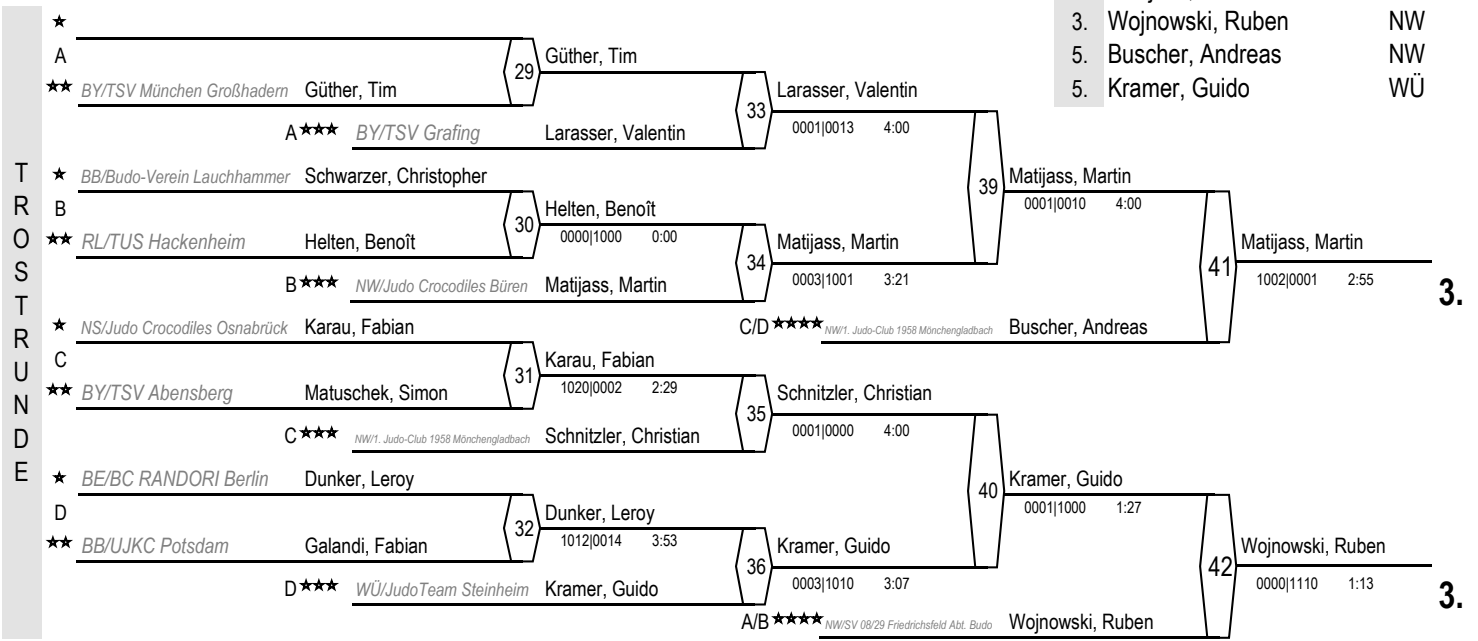 3. Wojnowski, Ruben NW
5. Buscher, Andreas NW
5. Kramer, Guido WÜ
TROSTRUNDE
A
29 Güther, Tim
BY/TSV München Großhadern Güther, Tim
33 Larasser, Valentin
0001|0013 4:00
A BY/TSV Grafing Larasser, Valentin
39 Matijass, Martin
0001|0010 4:00
BB/Budo-Verein Lauchhammer Schwarzer, Christopher
B
30 Helten, Benoît
0000|1000 0:00
RL/TUS Hackenheim Helten, Benoît
34 Matijass, Martin
0003|1001 3:21
B NW/Judo Crocodiles Büren Matijass, Martin
41 Matijass, Martin
1002|0001 2:55
3.
C/D NW/1. Judo-Club 1958 Mönchengladbach Buscher, Andreas
NS/Judo Crocodiles Osnabrück Karau, Fabian
C
31 Karau, Fabian
1020|0002 2:29
BY/TSV Abensberg Matuschek, Simon
35 Schnitzler, Christian
0001|0000 4:00
C NW/1. Judo-Club 1958 Mönchengladbach Schnitzler, Christian
40 Kramer, Guido
0001|1000 1:27
BE/BC RANDORI Berlin Dunker, Leroy
D
32 Dunker, Leroy
1012|0014 3:53
BB/UJKC Potsdam Galandi, Fabian
36 Kramer, Guido
0003|1010 3:07
D WÜ/JudoTeam Steinheim Kramer, Guido
42 Wojnowski, Ruben
0000|1110 1:13
3.
A/B NW/SV 08/29 Friedrichsfeld Abt. Budo Wojnowski, Ruben